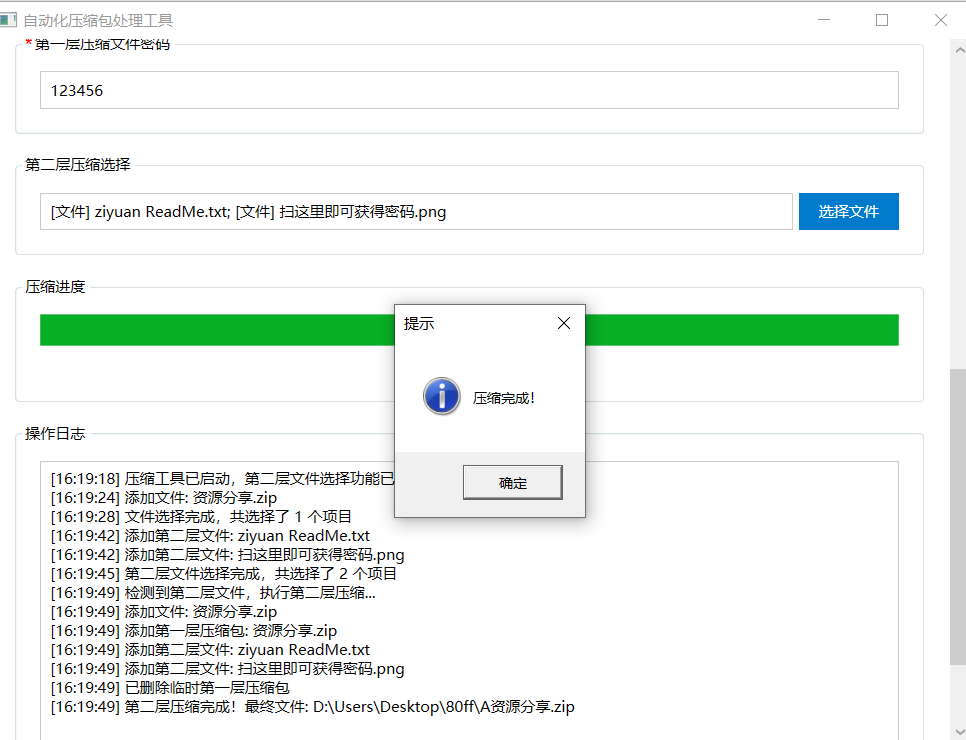 自动化压缩包处理工具
*第一层压缩文件密码
123456
第二层压缩选择
[文件] ziyuan ReadMe.txt; [文件] 扫这里即可获得密码.png
选择文件
压缩进度
提示
压缩完成！
确定
操作日志
[16:19:18] 压缩工具已启动，第二层文件选择功能已
[16:19:24] 添加文件: 资源分享.zip
[16:19:28] 文件选择完成，共选择了 1 个项目
[16:19:42] 添加第二层文件: ziyuan ReadMe.txt
[16:19:42] 添加第二层文件: 扫这里即可获得密码.png
[16:19:45] 第二层文件选择完成，共选择了 2 个项目
[16:19:49] 检测到第二层文件，执行第二层压缩...
[16:19:49] 添加文件: 资源分享.zip
[16:19:49] 添加第一层压缩包: 资源分享.zip
[16:19:49] 添加第二层文件: ziyuan ReadMe.txt
[16:19:49] 添加第二层文件: 扫这里即可获得密码.png
[16:19:49] 已删除临时第一层压缩包
[16:19:49] 第二层压缩完成！最终文件: D:\Users\Desktop\80ff\A资源分享.zip